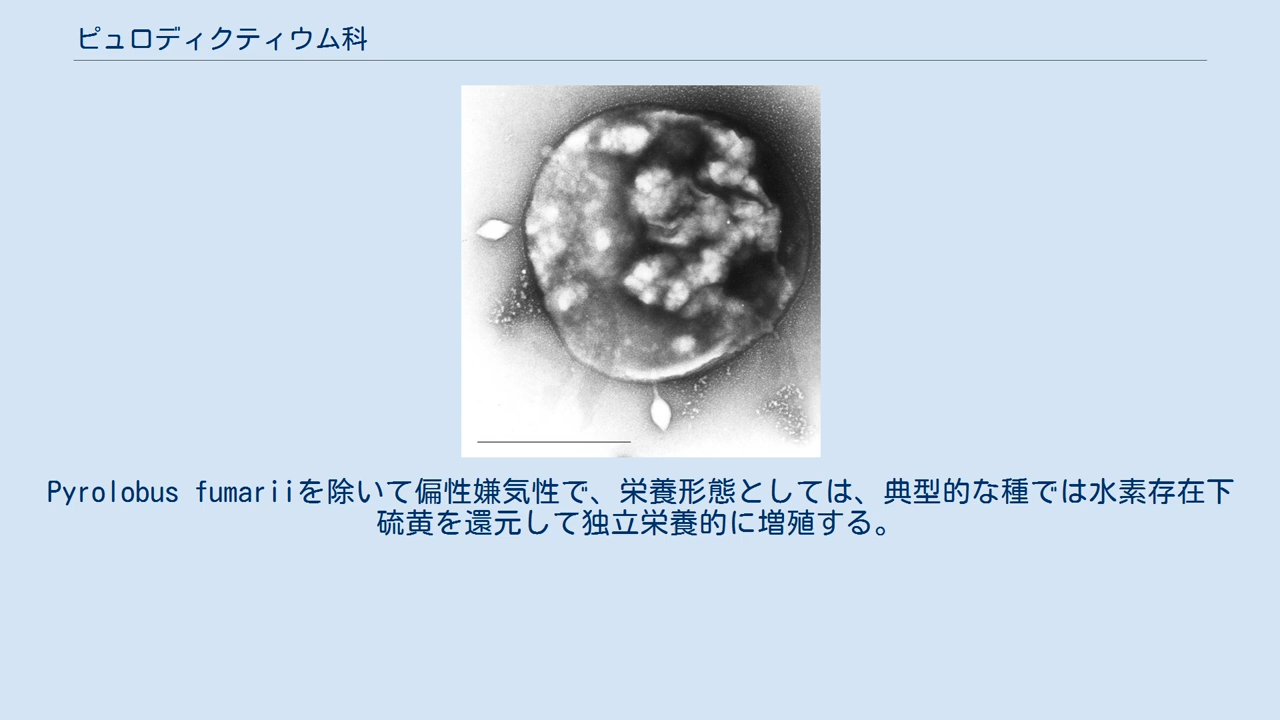 ピュロディクティウム科
Pyrolobus fumariiを除いて偏性嫌気性で、栄養形態としては、典型的な種では水素存在下
硫黄を還元して独立栄養的に増殖する。